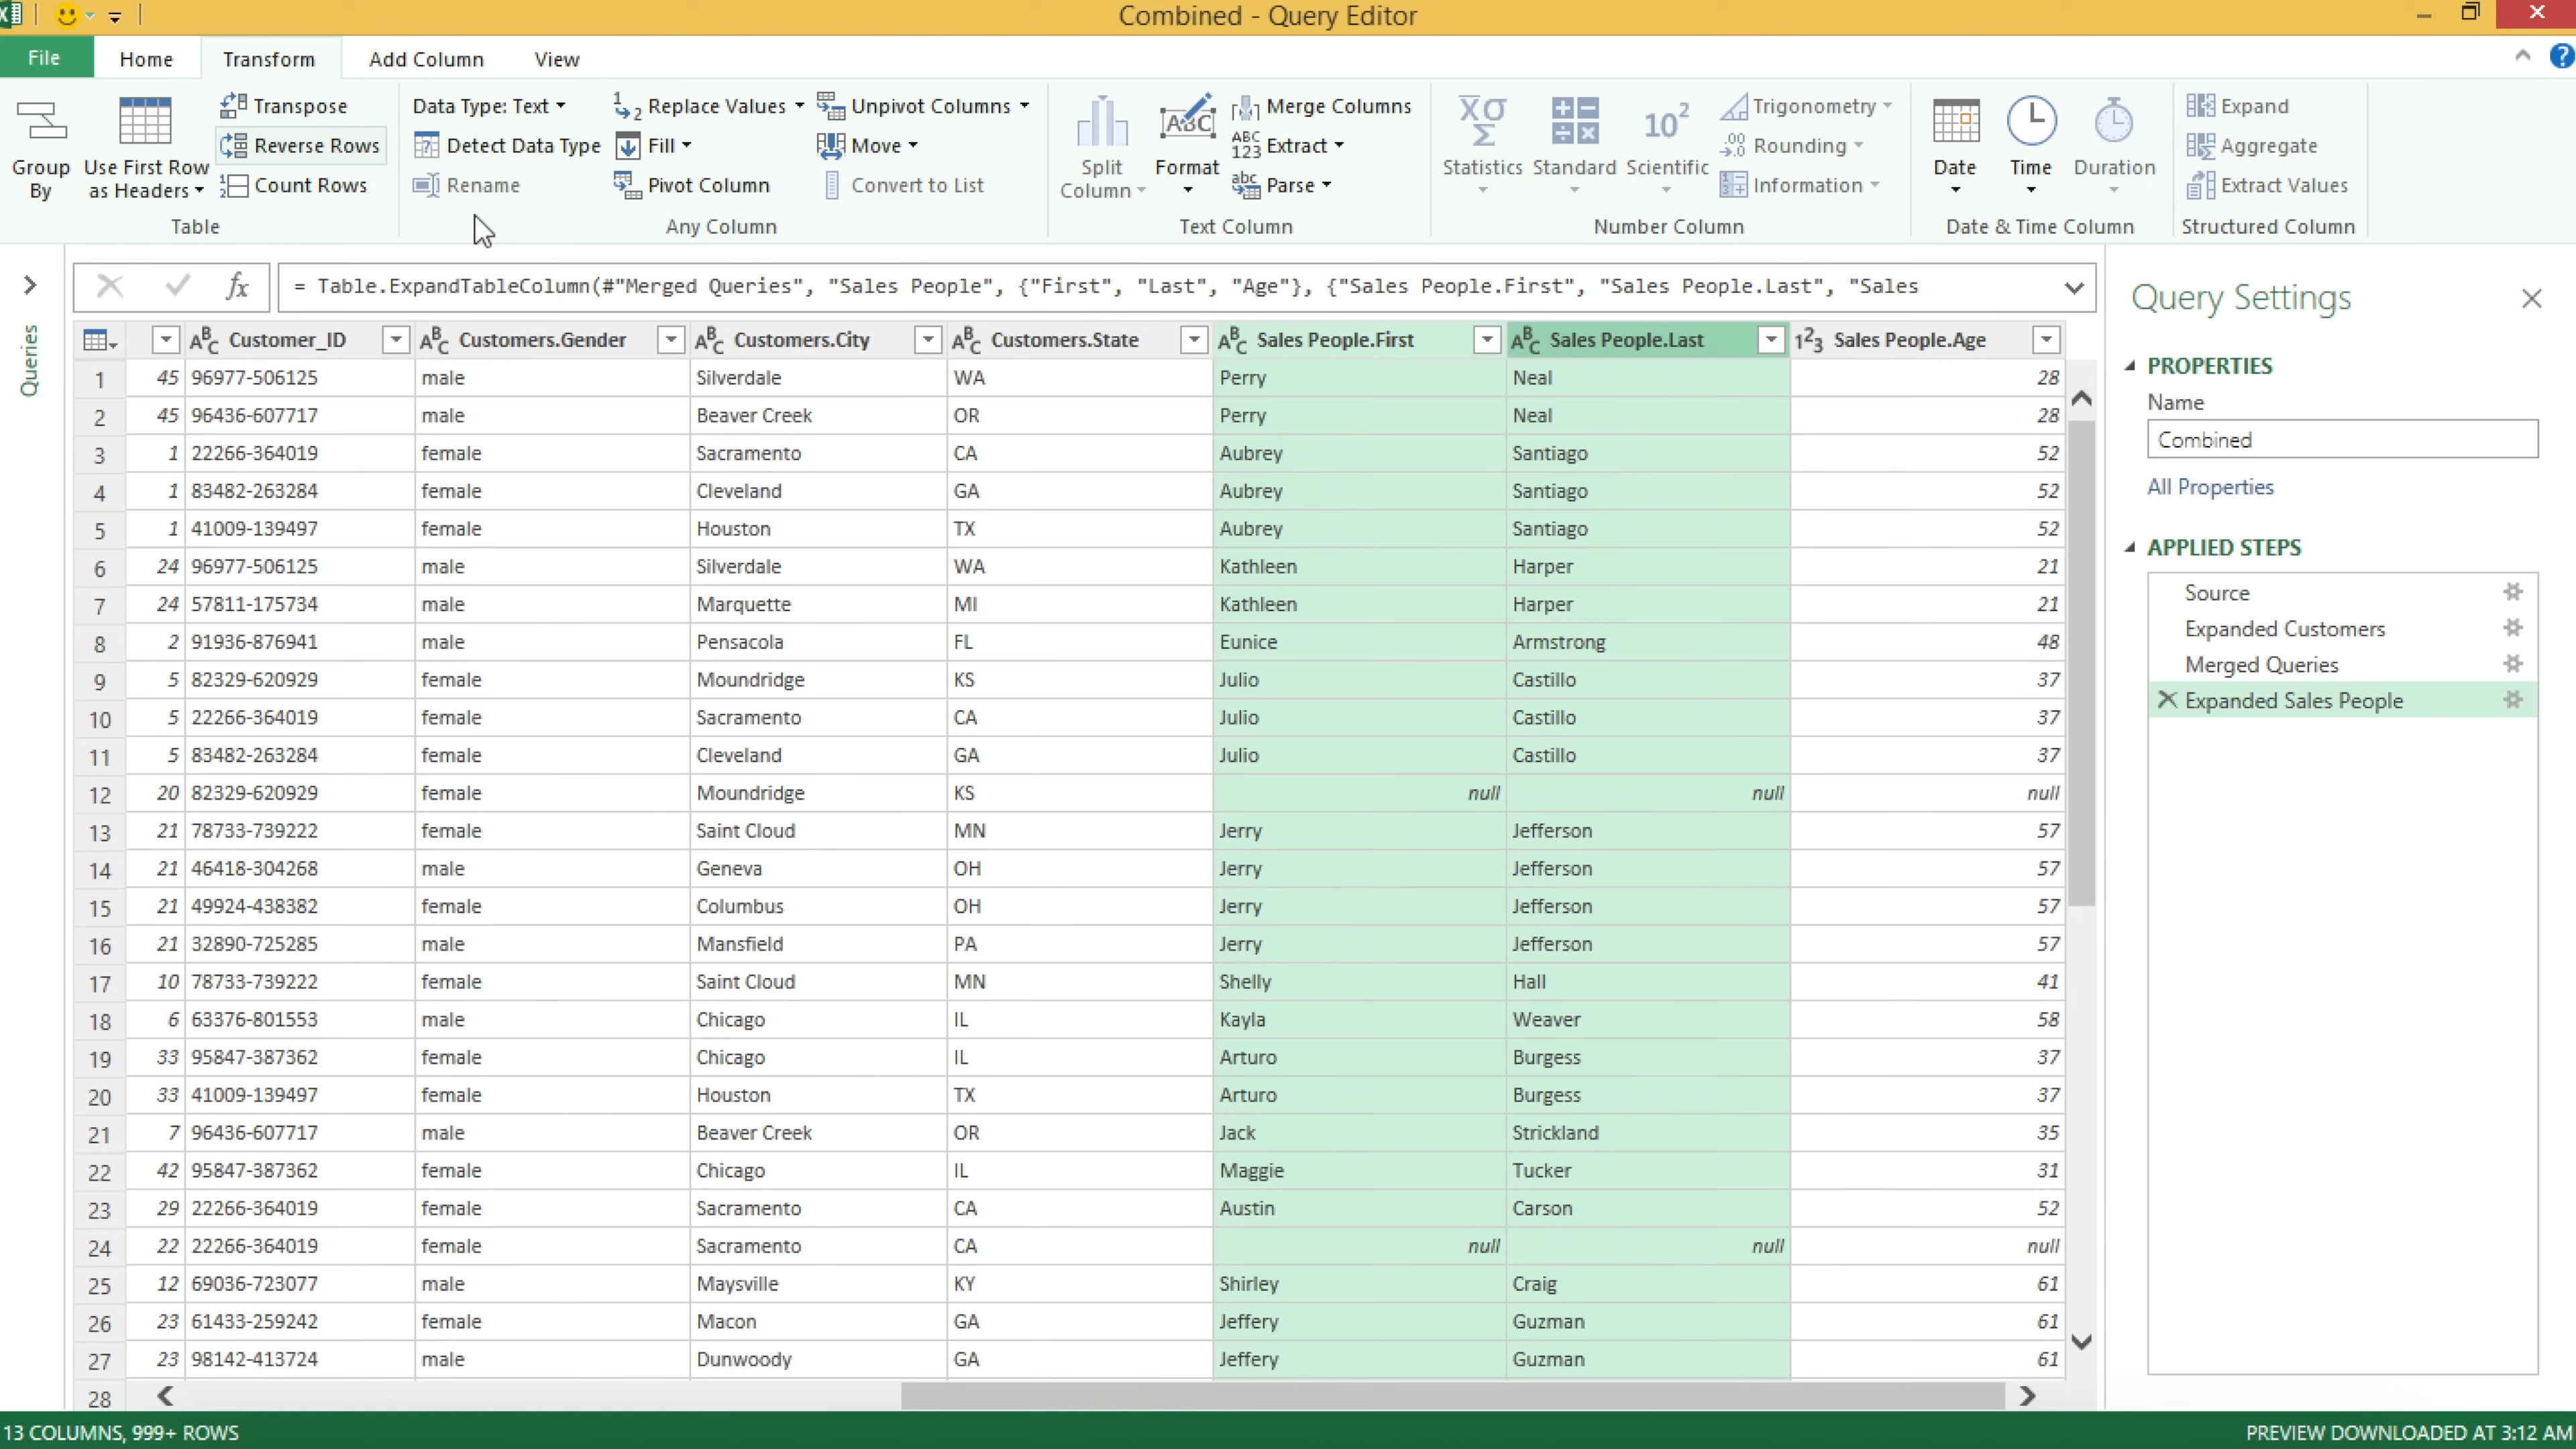 Combined - Query Editor
File Home Transform Add Column View
Group By
Use First Row as Headers
Transpose
Reverse Rows
Count Rows
Table
Data Type: Text
Detect Data Type
Rename
Replace Values
Fill
Pivot Column
Unpivot Columns
Move
Convert to List
Any Column
Split Column
ABC
Format
Merge Columns
ABC 123 Extract
abc Parse
Text Column
XΣσ Statistics
Standard
10² Scientific
Trigonometry
.00 Rounding
Information
Number Column
Date
Time
Duration
Date & Time Column
Expand
Aggregate
Extract Values
Structured Column
Queries
fx = Table.ExpandTableColumn(#"Merged Queries", "Sales People", {"First", "Last", "Age"}, {"Sales People.First", "Sales People.Last", "Sales
ABC Customer_ID ABC Customers.Gender ABC Customers.City ABC Customers.State ABC Sales People.First ABC Sales People.Last 123 Sales People.Age
1 45 96977-506125 male Silverdale WA Perry Neal 28
2 45 96436-607717 male Beaver Creek OR Perry Neal 28
3 1 22266-364019 female Sacramento CA Aubrey Santiago 52
4 1 83482-263284 female Cleveland GA Aubrey Santiago 52
5 1 41009-139497 female Houston TX Aubrey Santiago 52
6 24 96977-506125 male Silverdale WA Kathleen Harper 21
7 24 57811-175734 male Marquette MI Kathleen Harper 21
8 2 91936-876941 male Pensacola FL Eunice Armstrong 48
9 5 82329-620929 female Moundridge KS Julio Castillo 37
10 5 22266-364019 female Sacramento CA Julio Castillo 37
11 5 83482-263284 female Cleveland GA Julio Castillo 37
12 20 82329-620929 female Moundridge KS null null null
13 21 78733-739222 female Saint Cloud MN Jerry Jefferson 57
14 21 46418-304268 male Geneva OH Jerry Jefferson 57
15 21 49924-438382 female Columbus OH Jerry Jefferson 57
16 21 32890-725285 male Mansfield PA Jerry Jefferson 57
17 10 78733-739222 female Saint Cloud MN Shelly Hall 41
18 6 63376-801553 male Chicago IL Kayla Weaver 58
19 33 95847-387362 female Chicago IL Arturo Burgess 37
20 33 41009-139497 female Houston TX Arturo Burgess 37
21 7 96436-607717 male Beaver Creek OR Jack Strickland 35
22 42 95847-387362 female Chicago IL Maggie Tucker 31
23 29 22266-364019 female Sacramento CA Austin Carson 52
24 22 22266-364019 female Sacramento CA null null null
25 12 69036-723077 male Maysville KY Shirley Craig 61
26 23 61433-259242 female Macon GA Jeffery Guzman 61
27 23 98142-413724 male Dunwoody GA Jeffery Guzman 61
28
Query Settings
PROPERTIES
Name
Combined
All Properties
APPLIED STEPS
Source
Expanded Customers
Merged Queries
Expanded Sales People
13 COLUMNS, 999+ ROWS
PREVIEW DOWNLOADED AT 3:12 AM